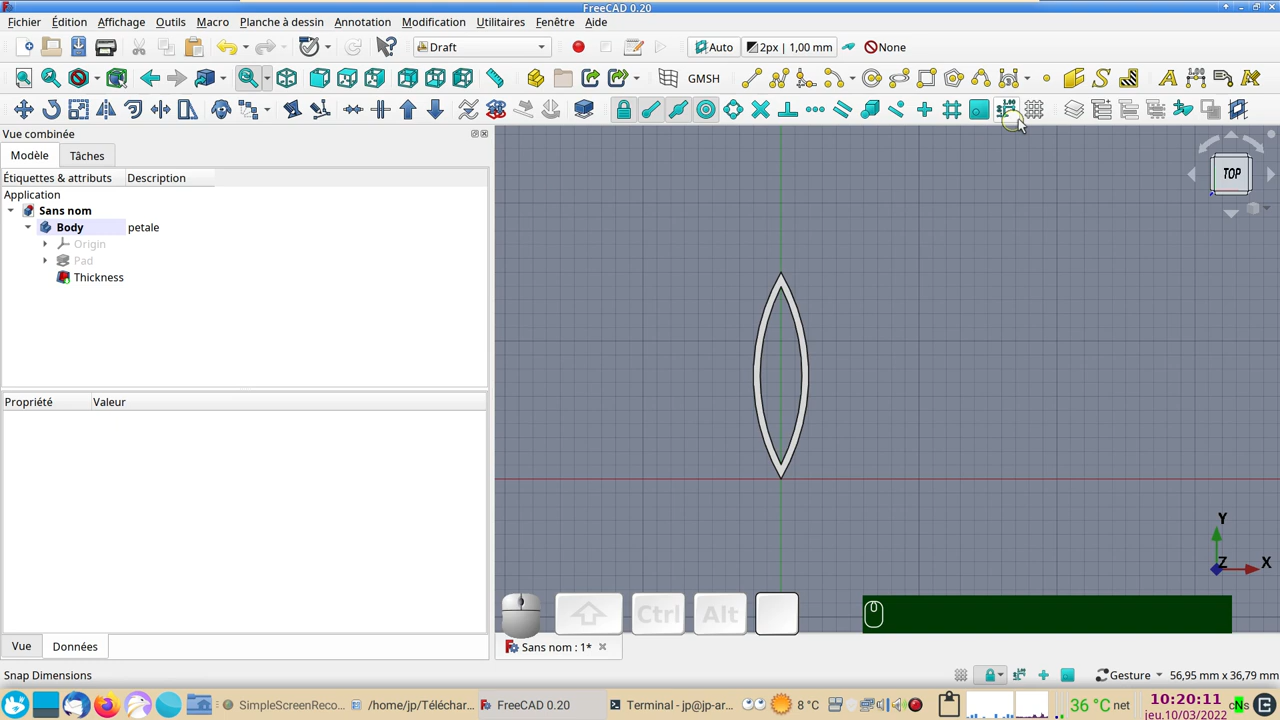 FreeCAD 0.20
Fichier Édition Affichage Outils Macro Planche à dessin Annotation Modification Utilitaires Fenêtre Aide
Draft Auto 2px | 1,00 mm None
GMSH
Vue combinée
Modèle Tâches
Étiquettes & attributs Description
Application
Sans nom
Body petale
Origin
Pad
Thickness
TOP
Propriété Valeur
Y
Z X
Ctrl Alt
Vue Données
Sans nom : 1*
Snap Dimensions
Gesture 56,95 mm x 36,79 mm
SimpleScreenReco...
/home/jp/Téléchar...
FreeCAD 0.20
Terminal - jp@jp-ar...
8 °C
36 °C net
10:20:11
jeu.10/03/2022
cNs